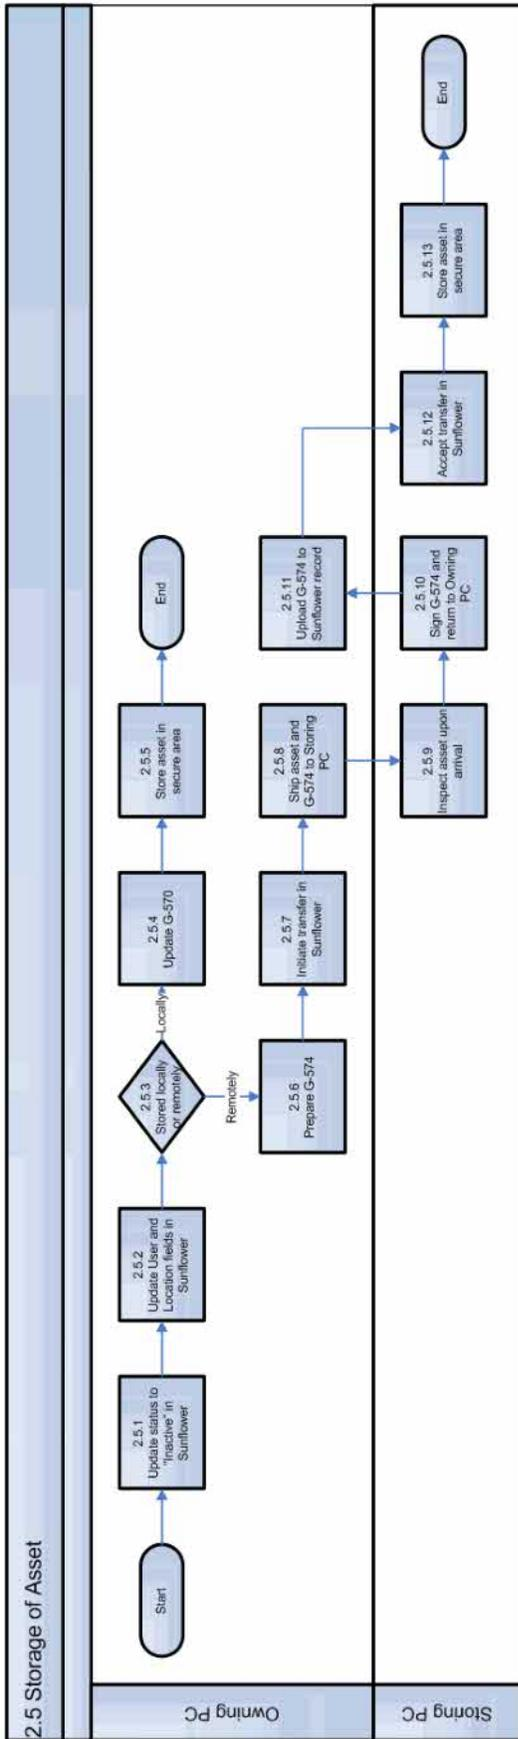 2.5 Storage of Asset
Owning PC
Storing PC
Start
2.5.1
Update status to
"Inactive" in
Sunflower
2.5.2
Update User and
Location fields in
Sunflower
2.5.3
Stored locally
or remotely
Locally
Remotely
2.5.4
Update G-570
2.5.5
Store asset in
secure area
End
2.5.6
Prepare G-574
2.5.7
Initiate transfer in
Sunflower
2.5.8
Ship asset and
G-574 to Storing
PC
2.5.9
Inspect asset upon
arrival
2.5.10
Sign G-574 and
return to Owning
PC
2.5.11
Upload G-574 to
Sunflower record
2.5.12
Accept transfer in
Sunflower
2.5.13
Store asset in
secure area
End